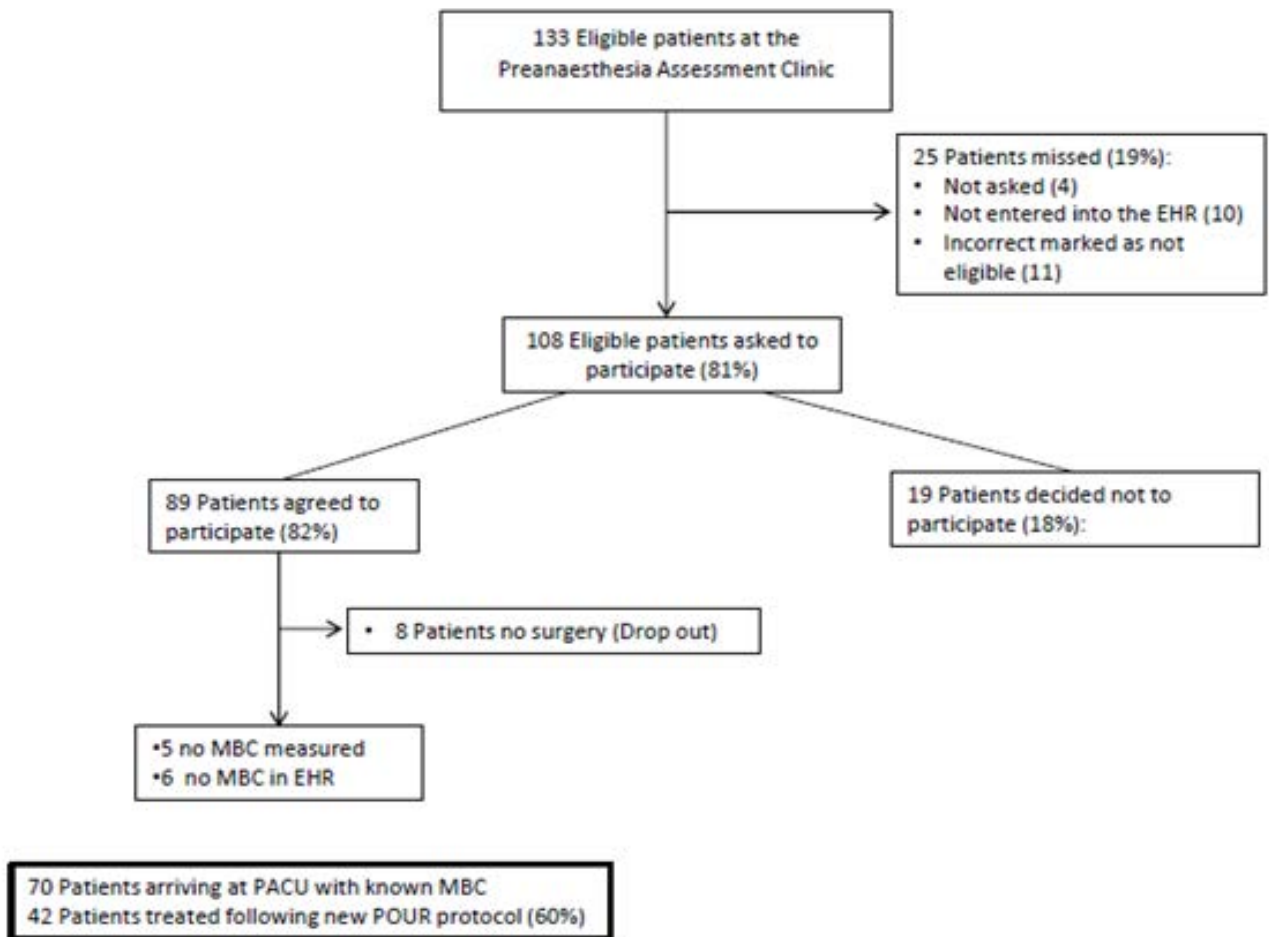 133 Eligible patients at the
Preanaesthesia Assessment Clinic
25 Patients missed (19%):
• Not asked (4)
• Not entered into the EHR (10)
• Incorrect marked as not
eligible (11)
108 Eligible patients asked to
participate (81%)
89 Patients agreed to
participate (82%)
19 Patients decided not to
participate (18%):
• 8 Patients no surgery (Drop out)
•5 no MBC measured
•6 no MBC in EHR
70 Patients arriving at PACU with known MBC
42 Patients treated following new POUR protocol (60%)